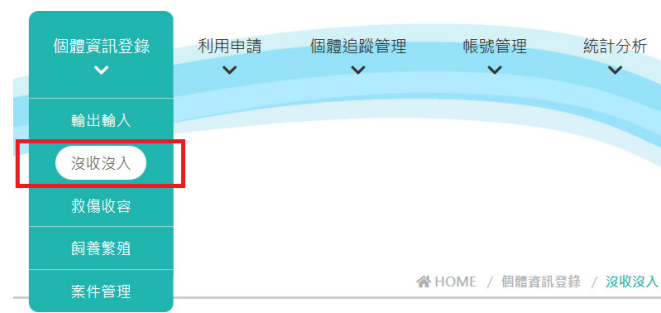 個體資訊登錄
利用申請
個體追蹤管理
帳號管理
統計分析
輸出輸入
沒收沒入
救傷收容
飼養繁殖
案件管理
HOME / 個體資訊登錄 / 沒收沒入